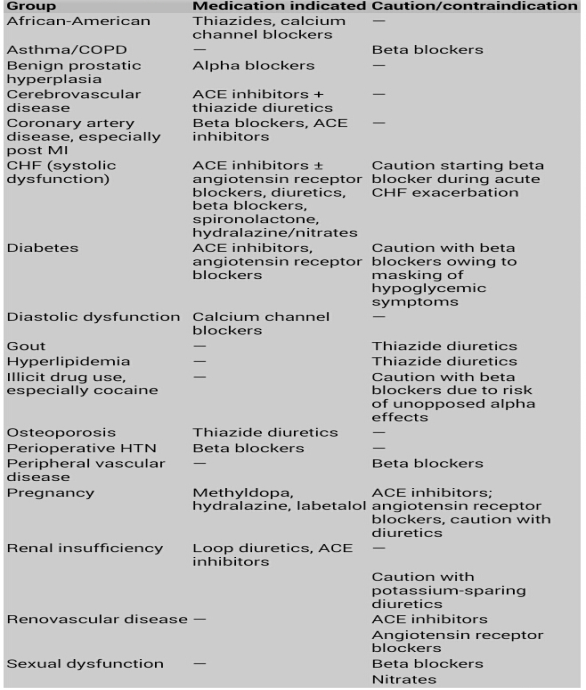 Group Medication indicated Caution/contraindication
African-American Thiazides, calcium —
channel blockers
Asthma/COPD — Beta blockers
Benign prostatic Alpha blockers —
hyperplasia
Cerebrovascular ACE inhibitors + —
disease thiazide diuretics
Coronary artery Beta blockers, ACE —
disease, especially inhibitors
post MI
CHF (systolic ACE inhibitors ± Caution starting beta
dysfunction) angiotensin receptor blocker during acute
blockers, diuretics, CHF exacerbation
beta blockers,
spironolactone,
hydralazine/nitrates
Diabetes ACE inhibitors, Caution with beta
angiotensin receptor blockers owing to
blockers masking of
hypoglycemic
symptoms
Diastolic dysfunction Calcium channel —
blockers
Gout — Thiazide diuretics
Hyperlipidemia — Thiazide diuretics
Illicit drug use, — Caution with beta
especially cocaine blockers due to risk
of unopposed alpha
effects
Osteoporosis Thiazide diuretics —
Perioperative HTN Beta blockers —
Peripheral vascular — Beta blockers
disease
Pregnancy Methyldopa, ACE inhibitors;
hydralazine, labetalol angiotensin receptor
blockers, caution with
diuretics
Renal insufficiency Loop diuretics, ACE —
inhibitors
Caution with
potassium-sparing
diuretics
Renovascular disease — ACE inhibitors
Angiotensin receptor
blockers
Sexual dysfunction — Beta blockers
Nitrates